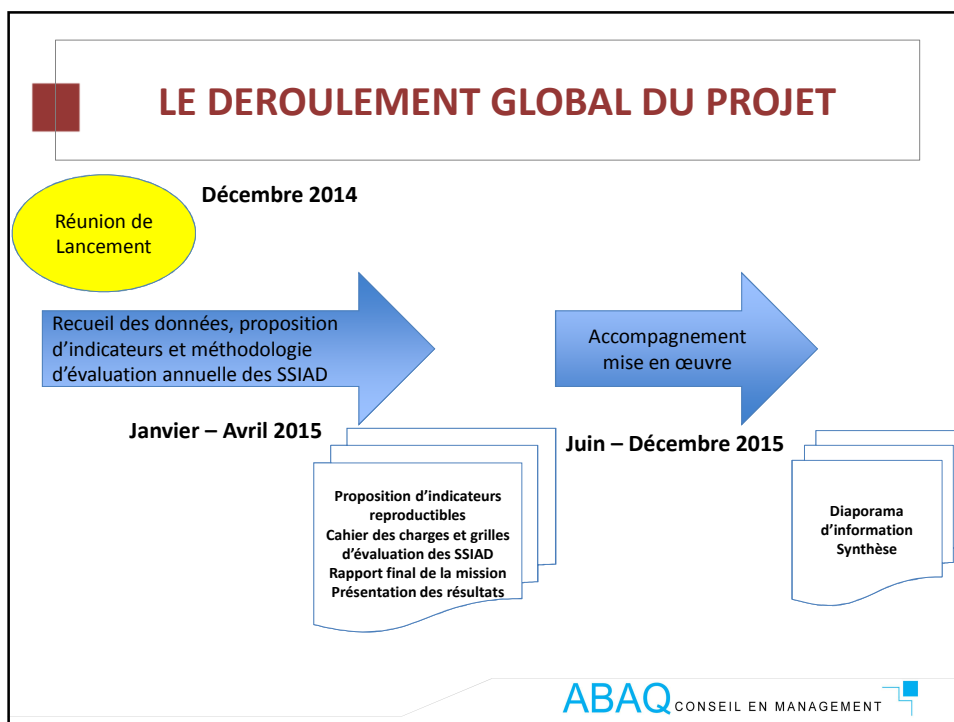 LE DEROULEMENT GLOBAL DU PROJET
Décembre 2014
Réunion de
Lancement
Recueil des données, proposition
d’indicateurs et méthodologie
d’évaluation annuelle des SSIAD
Accompagnement
mise en œuvre
Janvier – Avril 2015
Juin – Décembre 2015
Proposition d’indicateurs
reproductibles
Cahier des charges et grilles
d’évaluation des SSIAD
Rapport final de la mission
Présentation des résultats
Diaporama
d’information
Synthèse
ABAQ CONSEIL EN MANAGEMENT